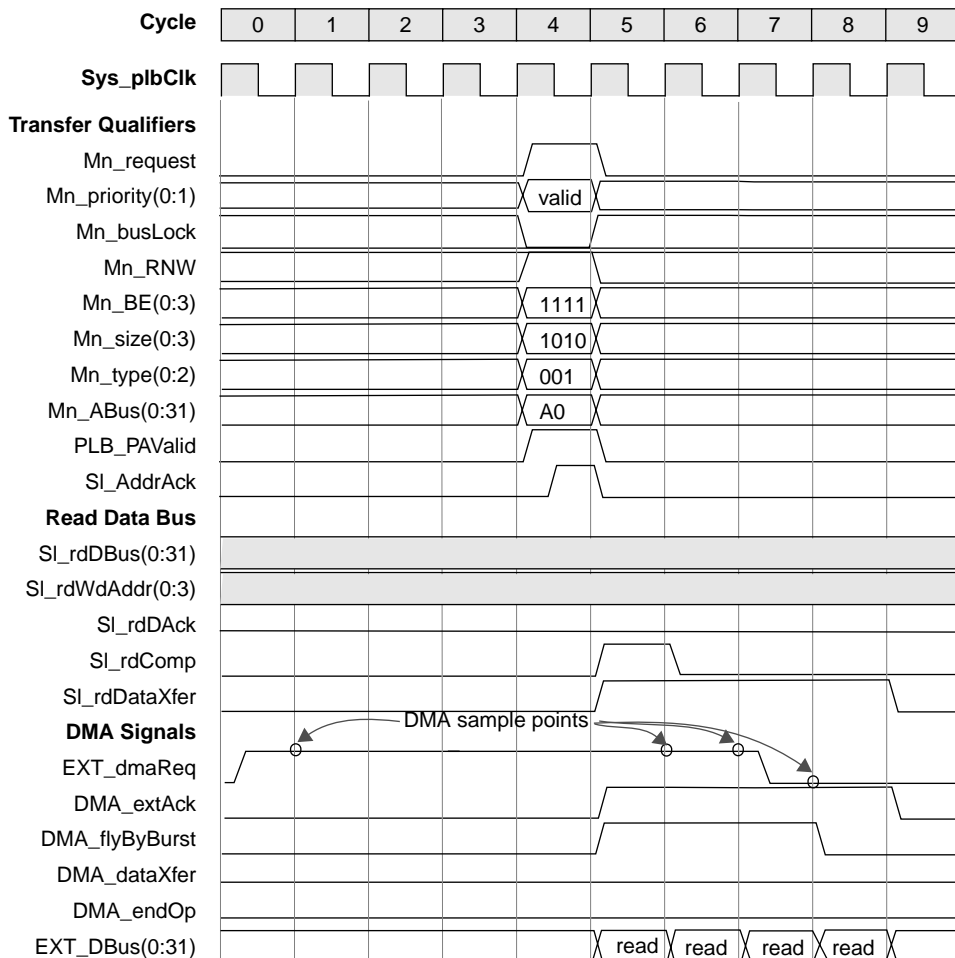 Cycle 0 1 2 3 4 5 6 7 8 9
Sys_plbClk
Transfer Qualifiers
Mn_request
Mn_priority(0:1) valid
Mn_busLock
Mn_RNW
Mn_BE(0:3) 1111
Mn_size(0:3) 1010
Mn_type(0:2) 001
Mn_ABus(0:31) A0
PLB_PAValid
Sl_AddrAck
Read Data Bus
Sl_rdDBus(0:31)
Sl_rdWdAddr(0:3)
Sl_rdDAck
Sl_rdComp
Sl_rdDataXfer
DMA Signals DMA sample points
EXT_dmaReq
DMA_extAck
DMA_flyByBurst
DMA_dataXfer
DMA_endOp
EXT_DBus(0:31) read read read read